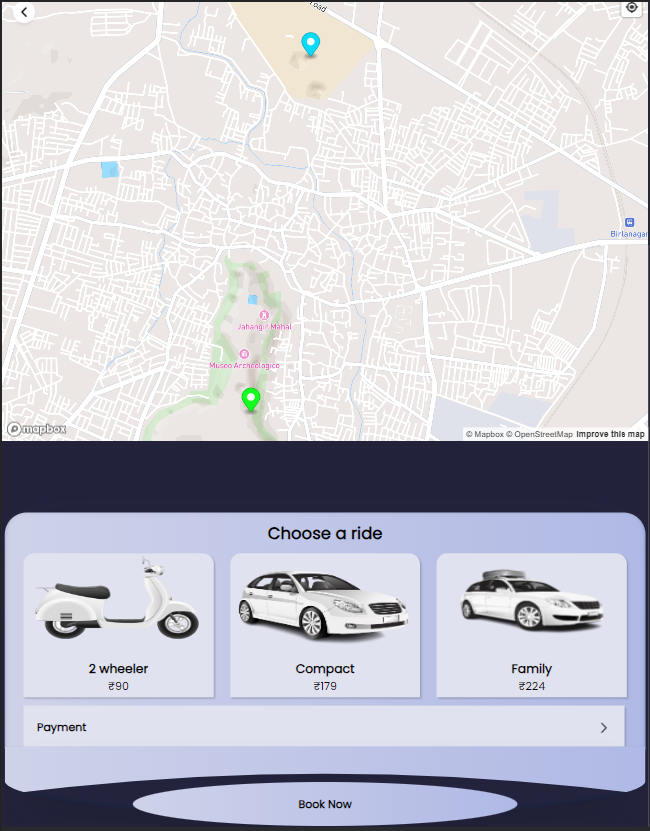 Road
Birlanagar
Jahangir Mahal
Museo Archeologico
mapbox
© Mapbox © OpenStreetMap Improve this map
Choose a ride
2 wheeler
₹90
Compact
₹179
Family
₹224
Payment
Book Now